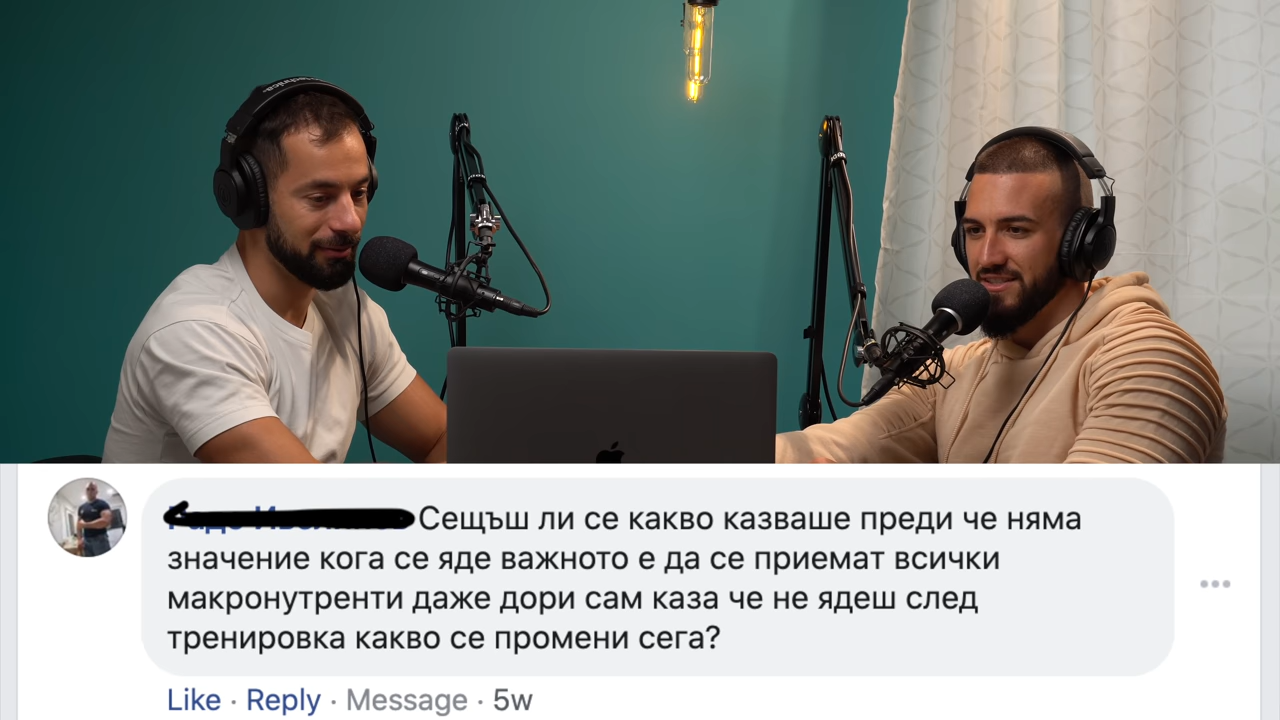 Сещъш ли се какво казваше преди че няма
значение кога се яде важното е да се приемат всички
макронутренти даже дори сам каза че не ядеш след
тренировка какво се промени сега?
Like · Reply · Message · 5w